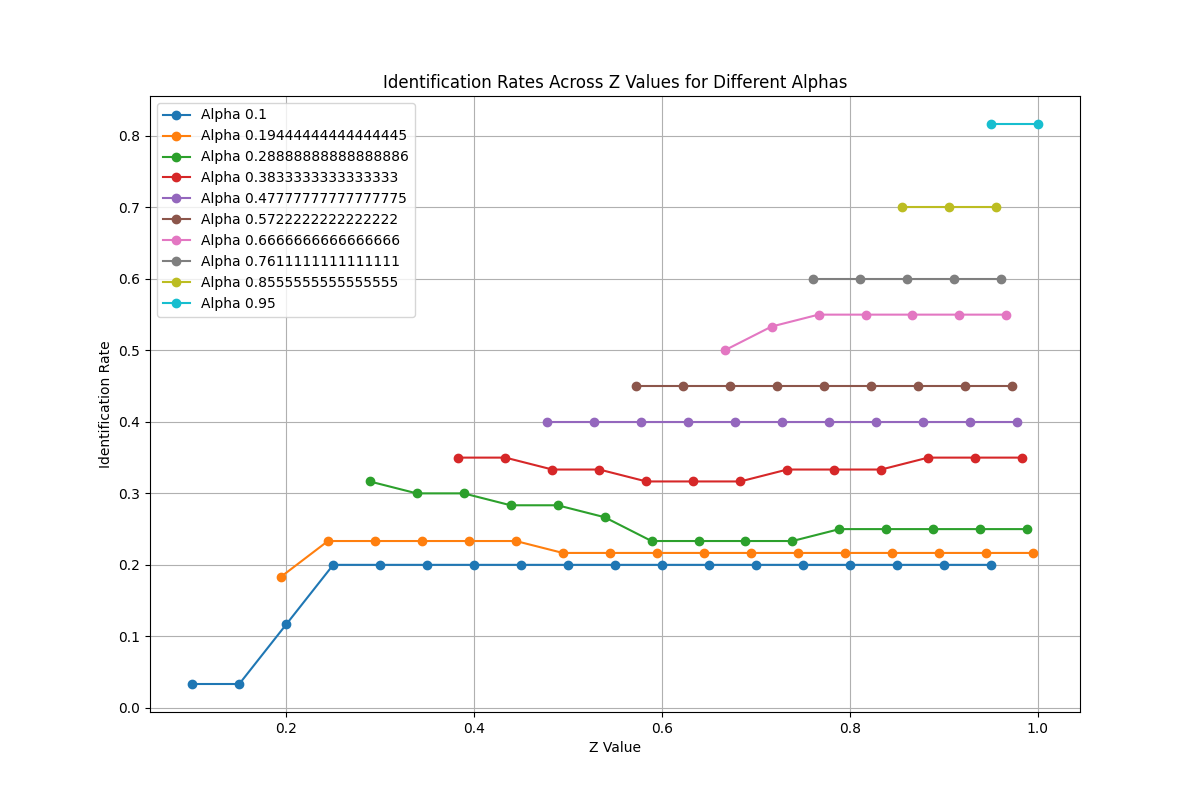 Identification Rates Across Z Values for Different Alphas
Alpha 0.1
Alpha 0.19444444444444445
Alpha 0.28888888888888886
Alpha 0.3833333333333333
Alpha 0.47777777777777775
Alpha 0.5722222222222222
Alpha 0.6666666666666666
Alpha 0.7611111111111111
Alpha 0.8555555555555555
Alpha 0.95
0.8
0.7
0.6
0.5
0.4
0.3
0.2
0.1
0.0
Identification Rate
0.2 0.4 0.6 0.8 1.0
Z Value